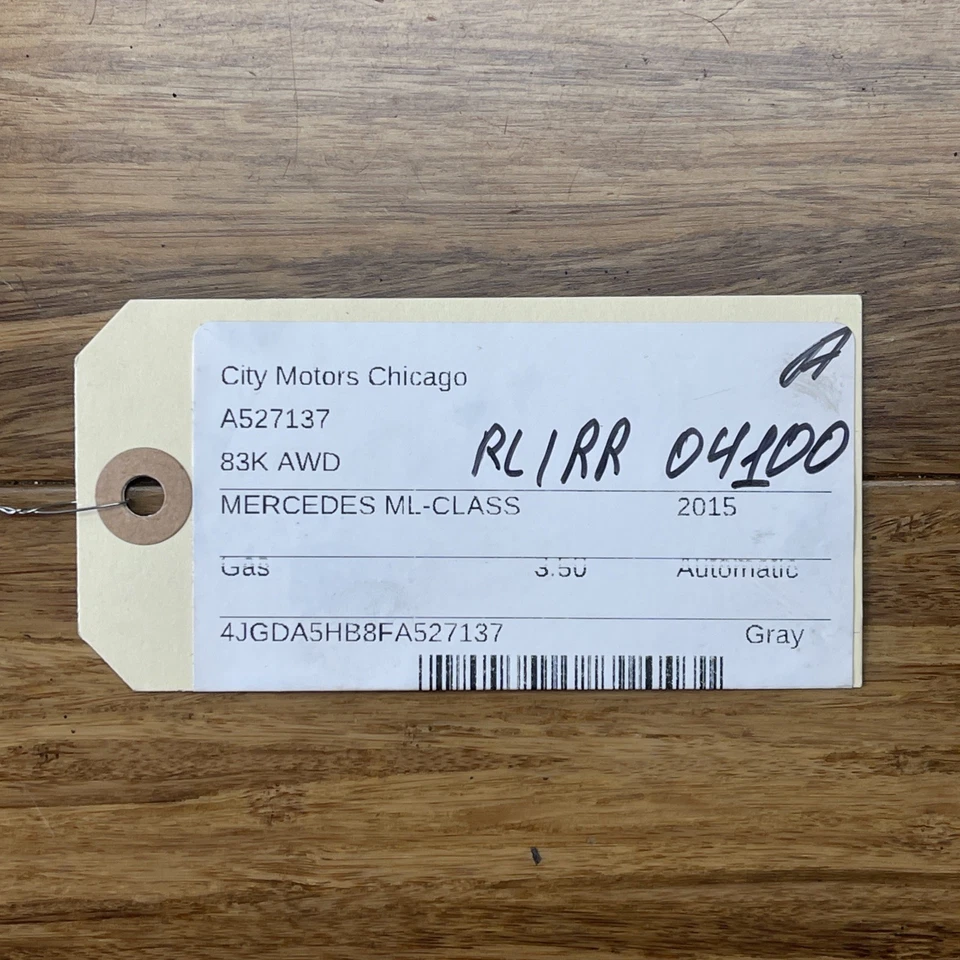 A
City Motors Chicago
A527137
83K AWD RL/RR 04100
MERCEDES ML-CLASS 2015
Gas 3.50 Automatic
4JGDA5HB8FA527137 Gray